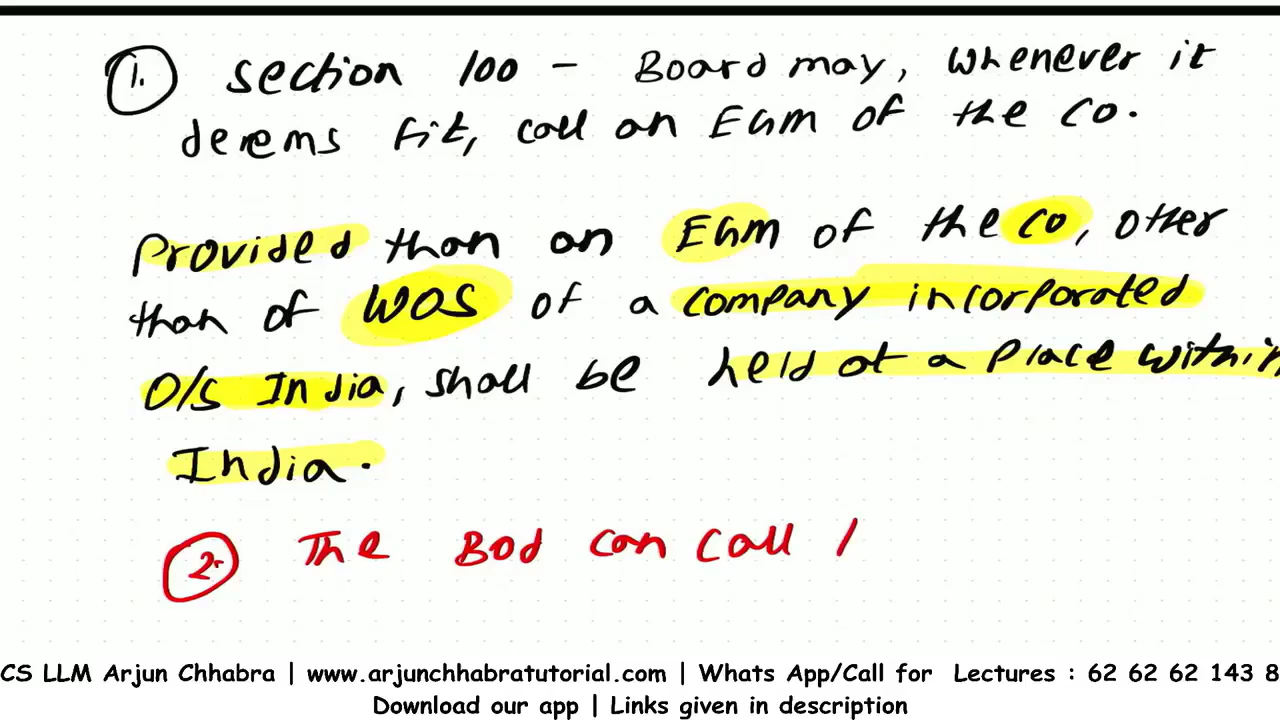 1. Section 100 - Board may, whenever it
derems fit, call an EGM of the co.
Provided than an EGM of the co, other
than of WOS of a company incorporated
O/S India, shall be held at a place within
India.
2. The BOD can call
CS LLM Arjun Chhabra | www.arjunchhabratutorial.com | Whats App/Call for Lectures : 62 62 62 143 8
Download our app | Links given in description